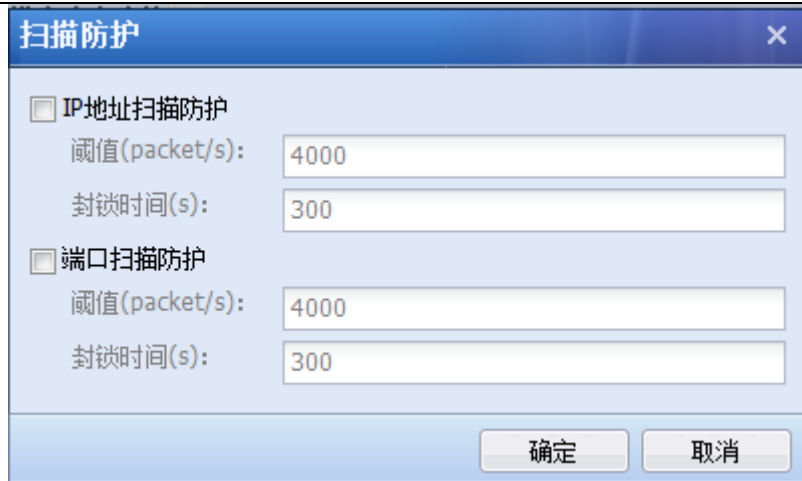 扫描防护
IP地址扫描防护
阈值(packet/s):
4000
封锁时间(s):
300
端口扫描防护
阈值(packet/s):
4000
封锁时间(s):
300
确定
取消